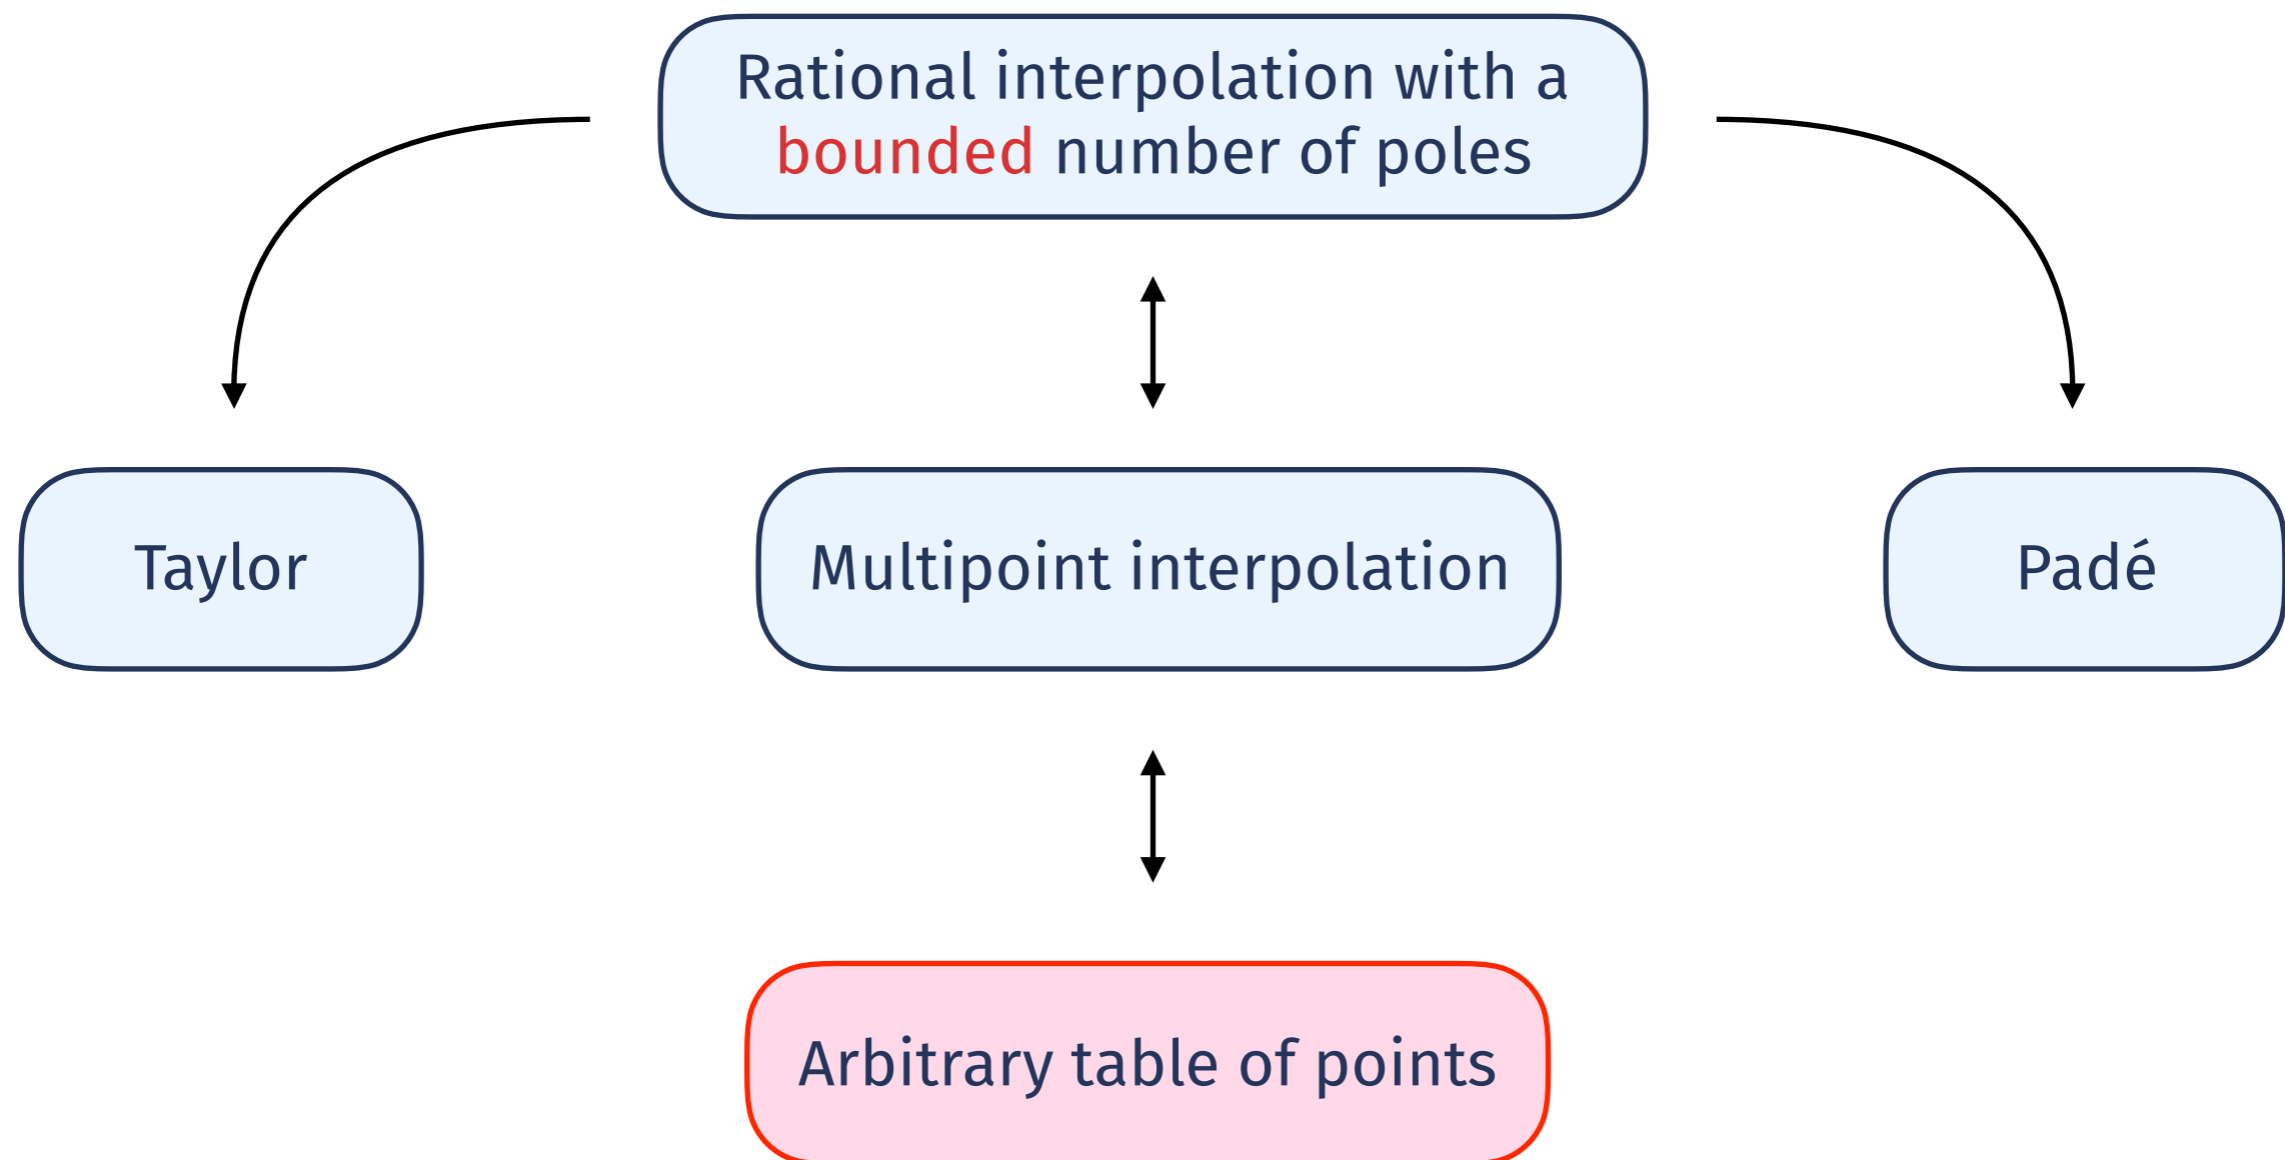 Rational interpolation with a
bounded number of poles
Taylor
Multipoint interpolation
Padé
Arbitrary table of points